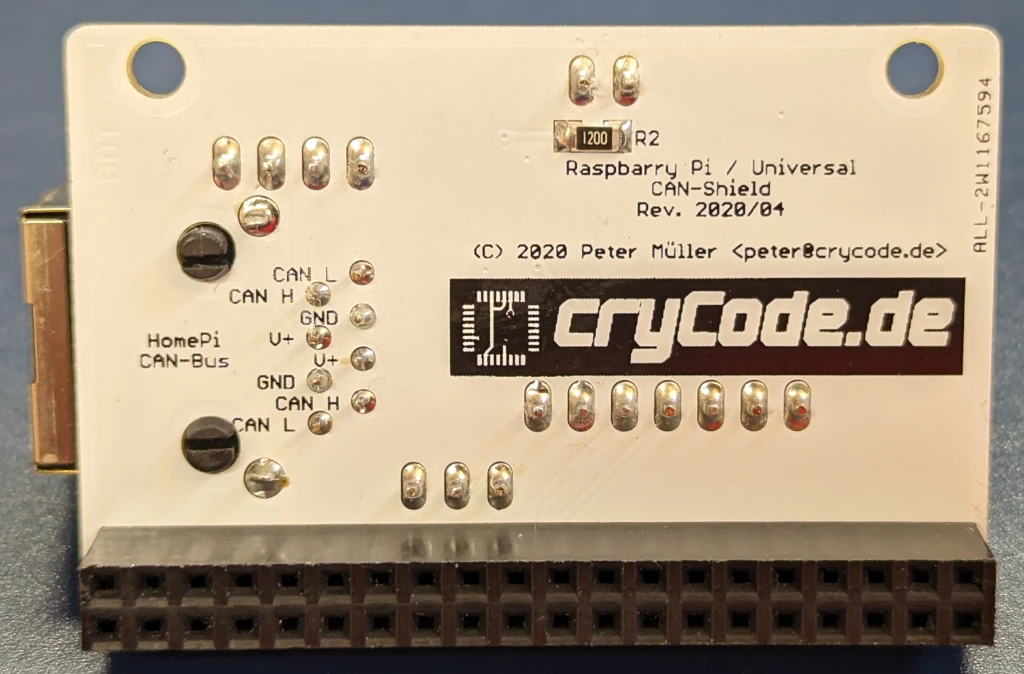 1200
R2
Raspbarry Pi / Universal
CAN-Shield
Rev. 2020/04
(C) 2020 Peter Müller <peter@crycode.de>
cryCode.de
ALL-2W1167594
CAN L
CAN H
GND
V+
V+
GND
CAN H
CAN L
HomePi
CAN-Bus